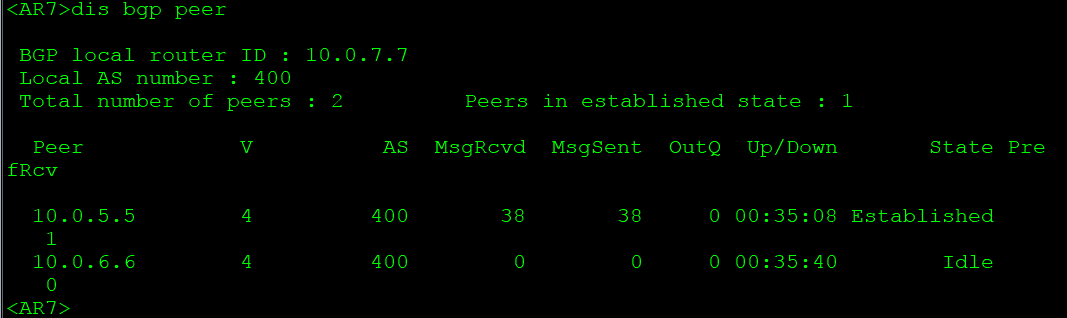 <AR7>dis bgp peer
BGP local router ID : 10.0.7.7
Local AS number : 400
Total number of peers : 2          Peers in established state : 1
Peer            V          AS  MsgRcvd  MsgSent  OutQ  Up/Down       State Pre
fRcv
10.0.5.5        4         400       38       38     0 00:35:08 Established
1
10.0.6.6        4         400        0        0     0 00:35:40        Idle
0
<AR7>